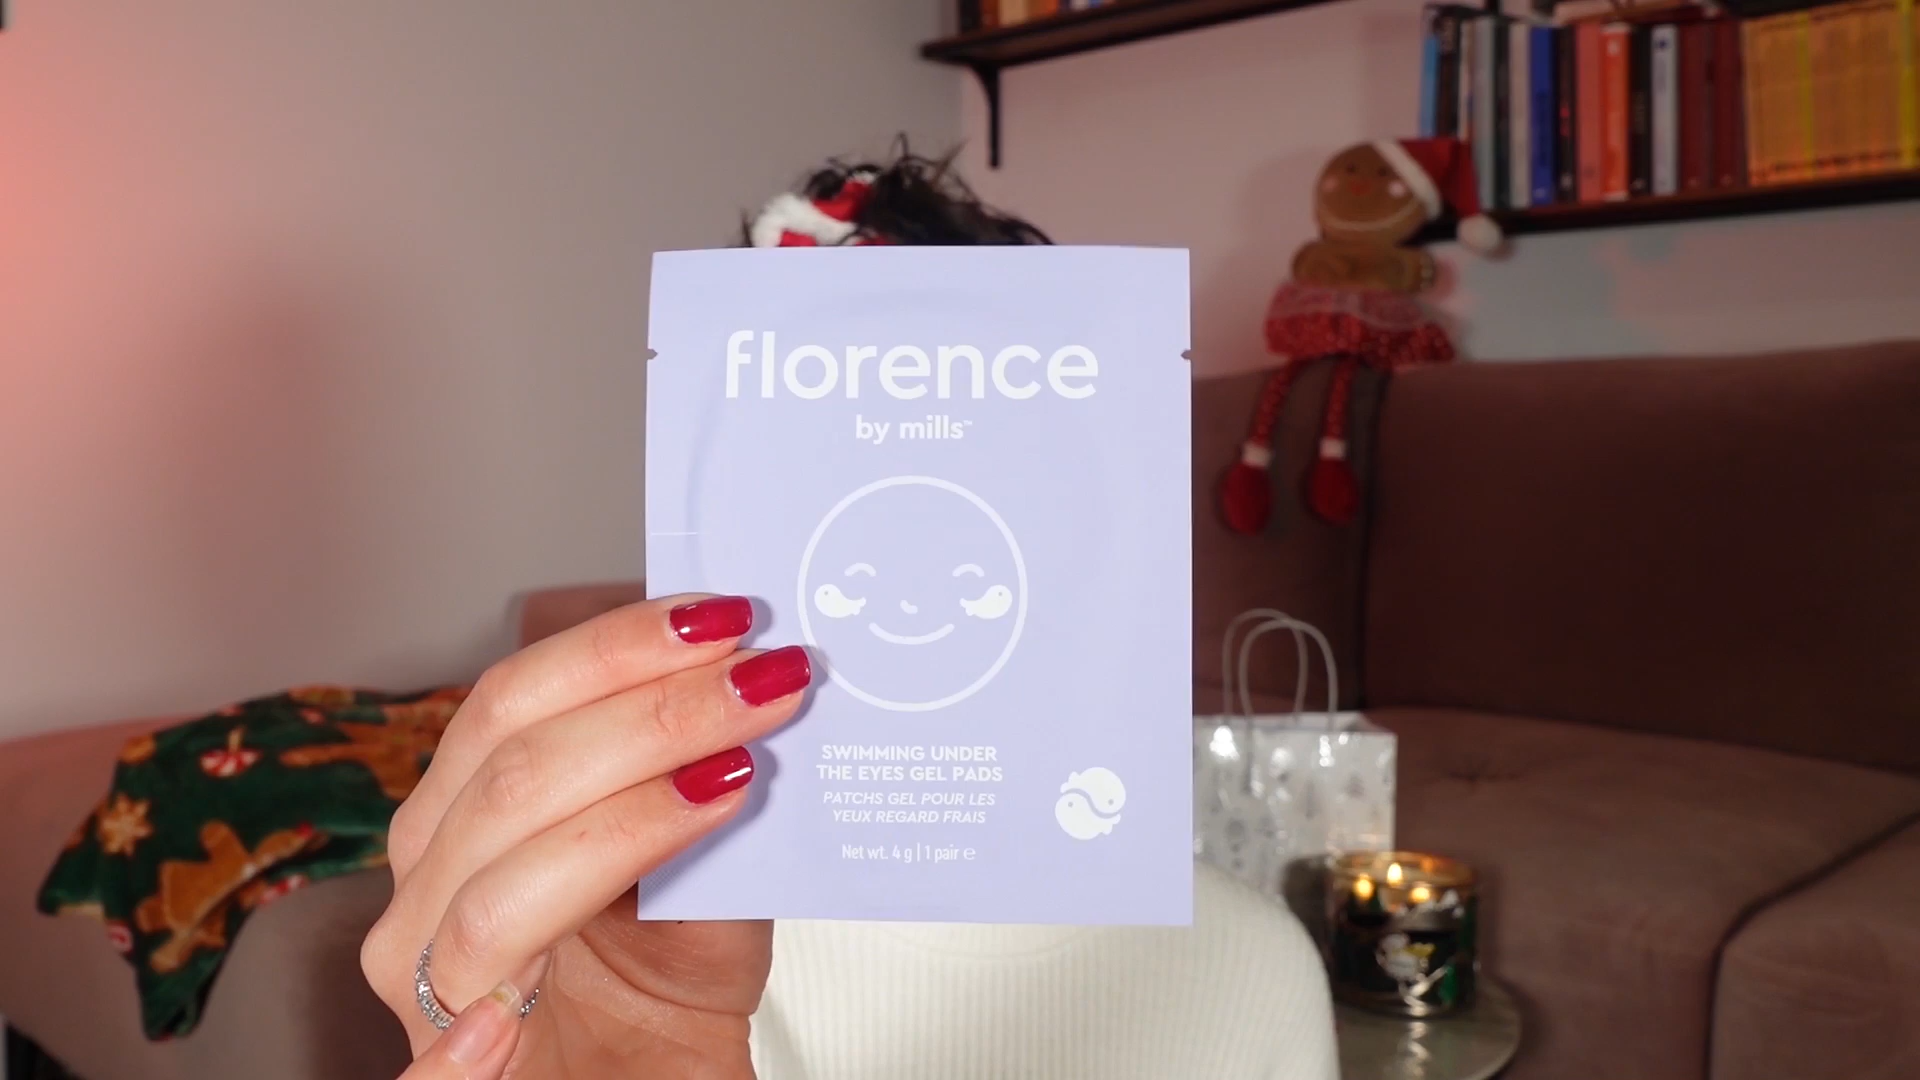 florence
by mills™
SWIMMING UNDER
THE EYES GEL PADS
PATCHS GEL POUR LES
YEUX REGARD FRAIS
Net wt. 4 g | 1 pair ℮